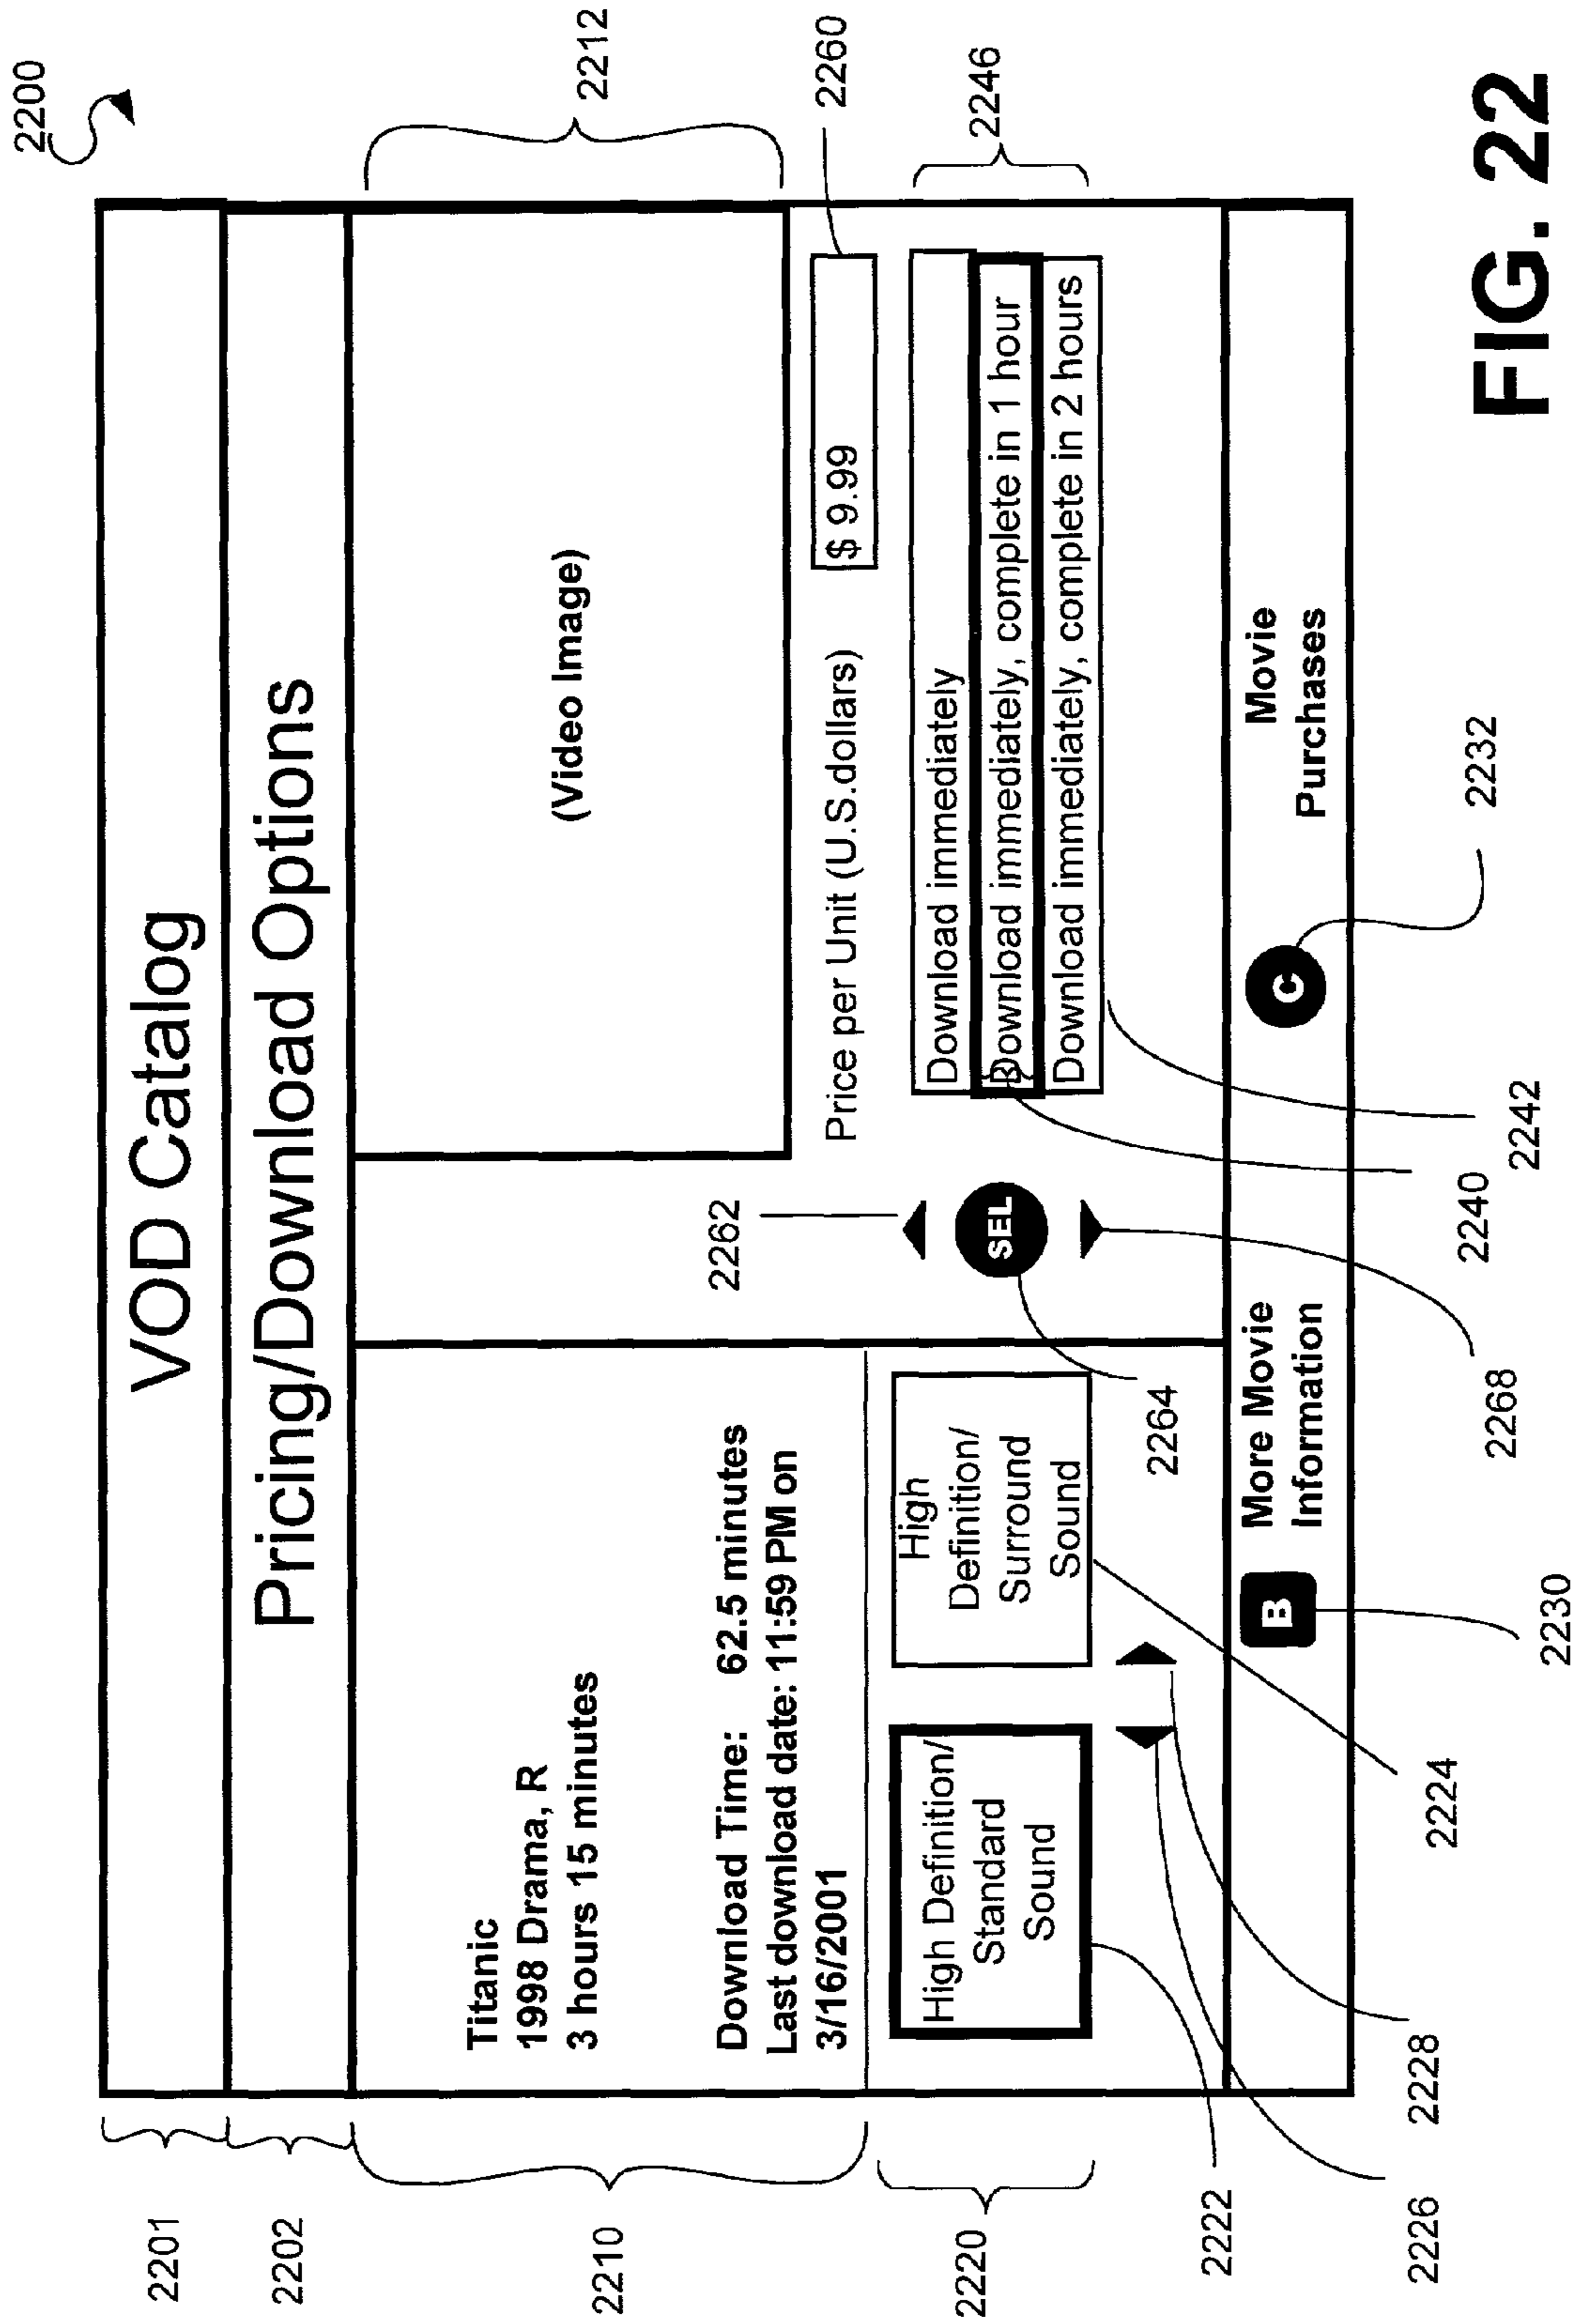 2200
2201
VOD Catalog
2202
Pricing/Download Options
2210
Titanic
1998 Drama, R
3 hours 15 minutes
Download Time: 62.5 minutes
Last download date: 11:59 PM on
3/16/2001
(Video Image)
2212
2262
Price per Unit (U.S.dollars)
$ 9.99
2260
2220
High Definition/
Standard
Sound
High
Definition/
Surround
Sound
SEL
Download immediately
Download immediately, complete in 1 hour
Download immediately, complete in 2 hours
2246
2264
B
More Movie
Information
C
Movie
Purchases
2222
2226
2228
2224
2230
2268
2240
2242
2232
FIG. 22